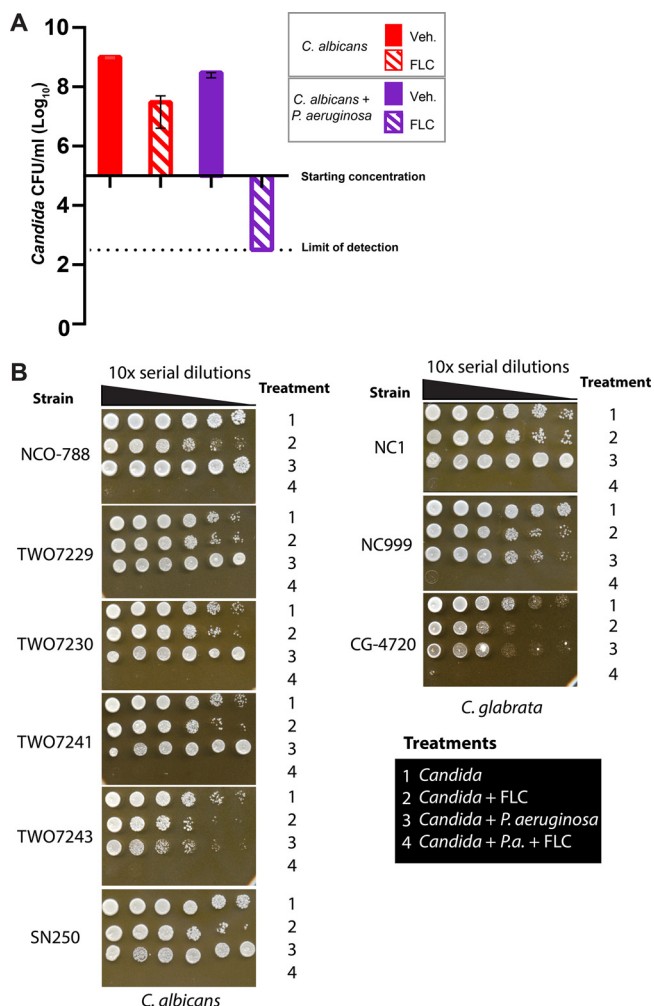 A
Candida CFU/ml (Log10)
10
8
6
4
2
0
C. albicans
Veh.
FLC
C. albicans +
P. aeruginosa
Veh.
FLC
Starting concentration
Limit of detection
B
10x serial dilutions
Strain
Treatment
NCO-788
1
2
3
4
TWO7229
1
2
3
4
TWO7230
1
2
3
4
TWO7241
1
2
3
4
TWO7243
1
2
3
4
SN250
1
2
3
4
C. albicans
10x serial dilutions
Strain
Treatment
NC1
1
2
3
4
NC999
1
2
3
4
CG-4720
1
2
3
4
C. glabrata
Treatments
1 Candida
2 Candida + FLC
3 Candida + P. aeruginosa
4 Candida + P.a. + FLC